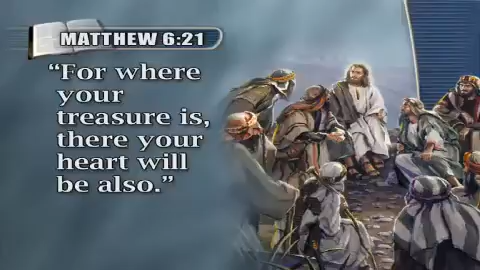 MATTHEW 6:21
“For where
your
treasure is,
there your
heart will
be also.”